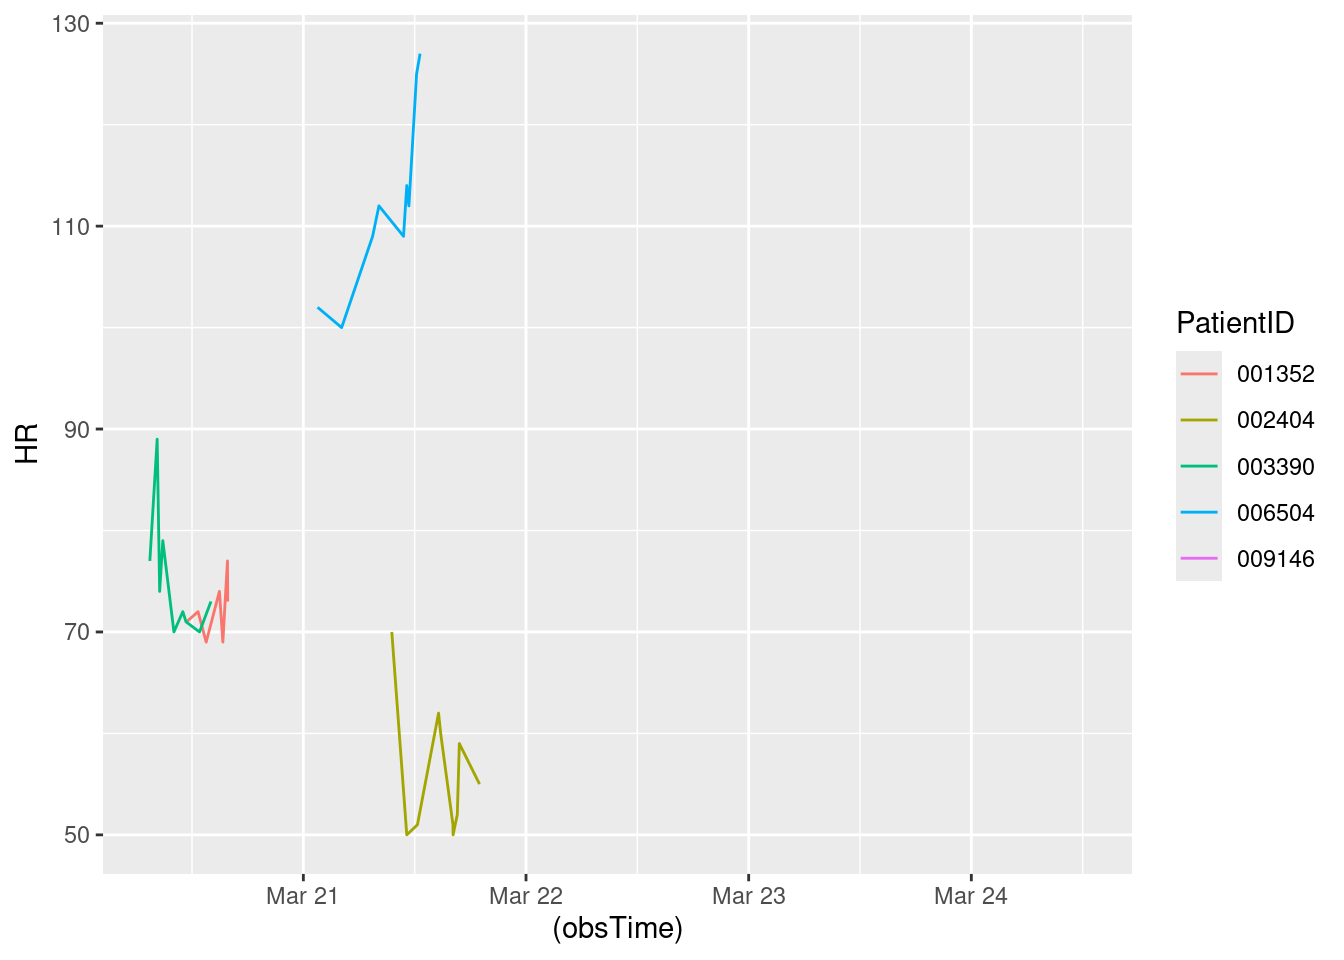 130
110
90
70
50
HR
Mar 21
Mar 22
Mar 23
Mar 24
(obsTime)
PatientID
001352
002404
003390
006504
009146